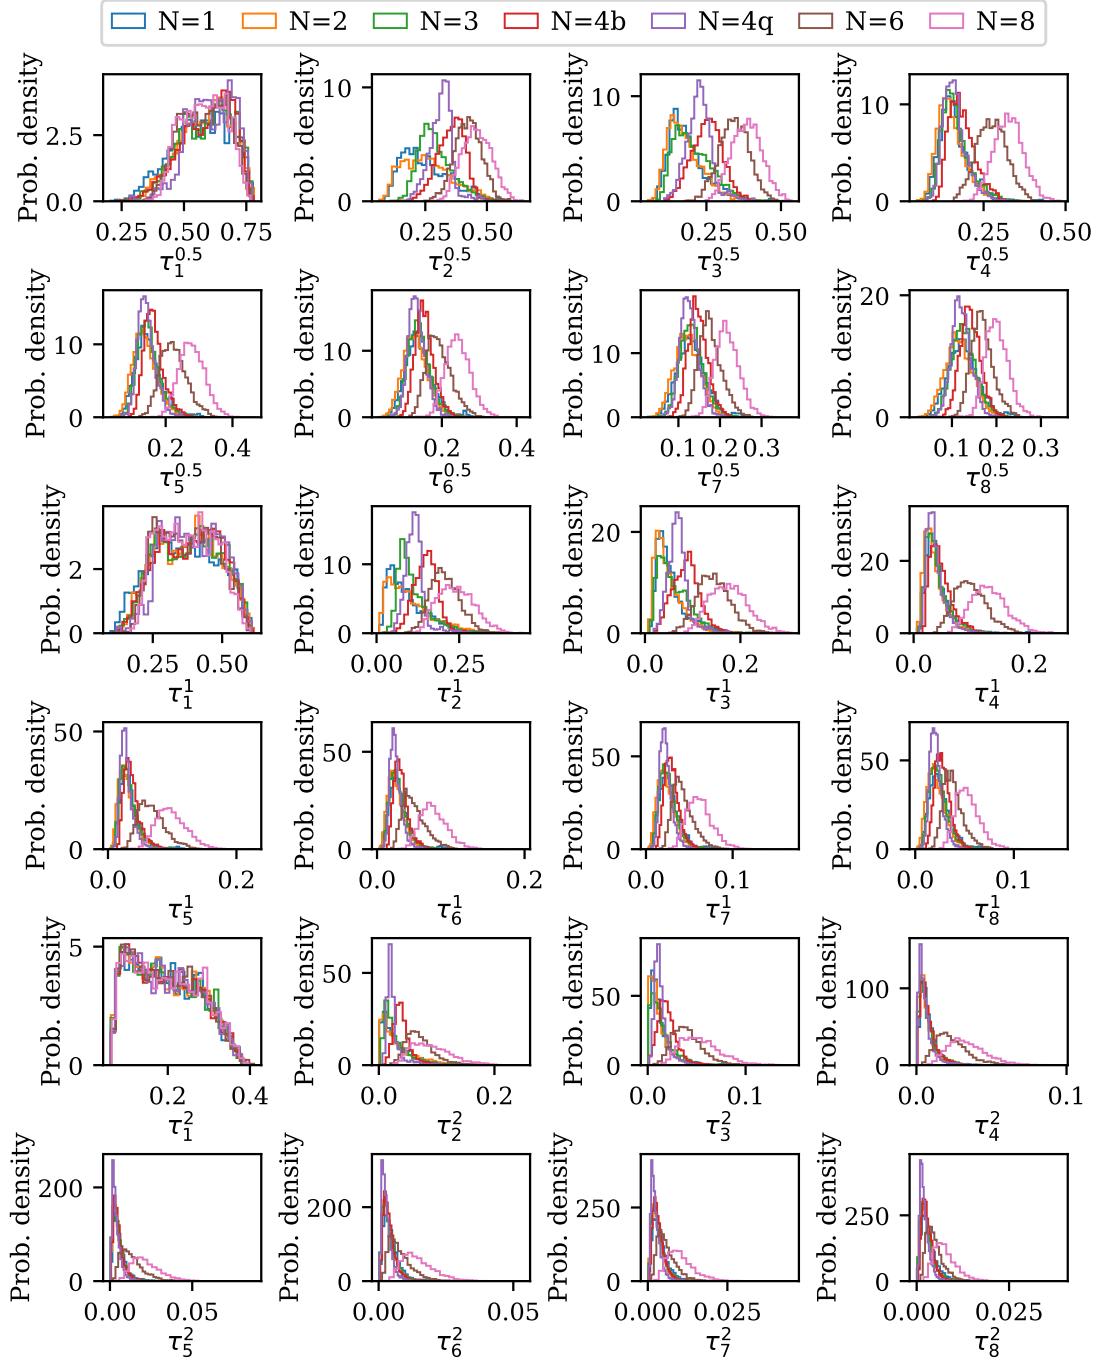 N=1 N=2 N=3 N=4b N=4q N=6 N=8
Prob. density Prob. density Prob. density Prob. density
2.5 0.0 10 0 10 0 10 0
0.25 0.50 0.75 0.25 0.50 0.25 0.50 0.25 0.50
τ₁^0.5 τ₂^0.5 τ₃^0.5 τ₄^0.5
Prob. density Prob. density Prob. density Prob. density
10 0 10 0 10 0 20 0
0.2 0.4 0.2 0.4 0.1 0.2 0.3 0.1 0.2 0.3
τ₅^0.5 τ₆^0.5 τ₇^0.5 τ₈^0.5
Prob. density Prob. density Prob. density Prob. density
2 0 10 0 20 0 20 0
0.25 0.50 0.00 0.25 0.0 0.2 0.0 0.2
τ₁^1 τ₂^1 τ₃^1 τ₄^1
Prob. density Prob. density Prob. density Prob. density
50 0 50 0 50 0 50 0
0.0 0.2 0.0 0.2 0.0 0.1 0.0 0.1
τ₅^1 τ₆^1 τ₇^1 τ₈^1
Prob. density Prob. density Prob. density Prob. density
5 0 50 0 50 0 100 0
0.2 0.4 0.0 0.2 0.0 0.1 0.0 0.1
τ₁^2 τ₂^2 τ₃^2 τ₄^2
Prob. density Prob. density Prob. density Prob. density
200 0 200 0 250 0 250 0
0.00 0.05 0.00 0.05 0.000 0.025 0.000 0.025
τ₅^2 τ₆^2 τ₇^2 τ₈^2